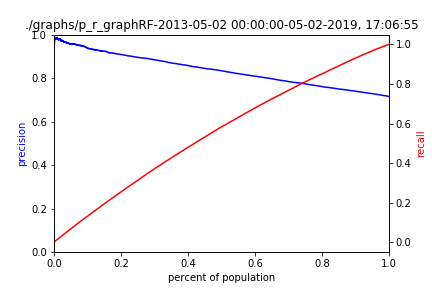 ./graphs/p_r_graphRF-2013-05-02 00:00:00-05-02-2019, 17:06:55
1.0
0.8
0.6
0.4
0.2
0.0
precision
1.0
0.8
0.6
0.4
0.2
0.0
recall
0.0 0.2 0.4 0.6 0.8 1.0
percent of population